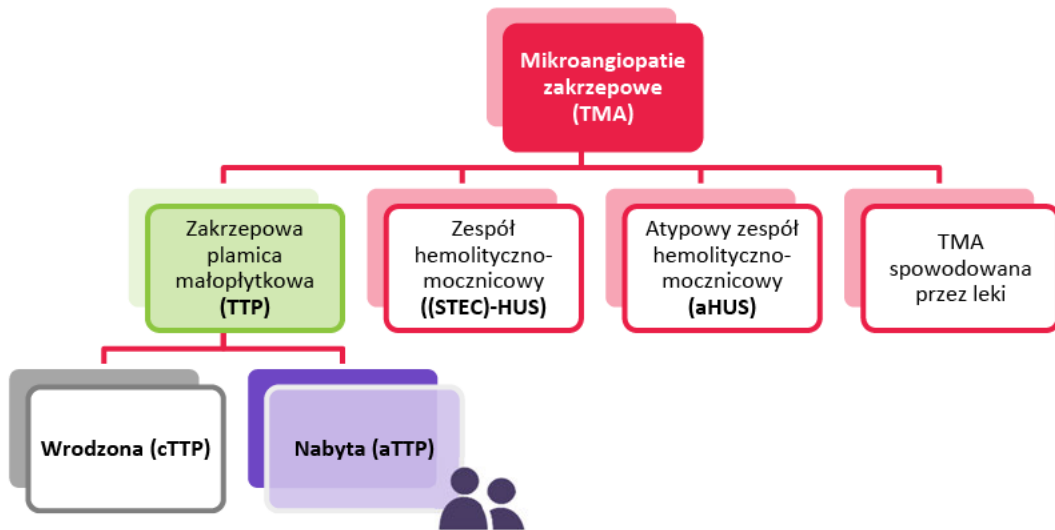 Mikroangiopatie
zakrzepowe
(TMA)
Zakrzepowa
plamica
małopłytkowa
(TTP)
Zespół
hemolityczno-
mocznicowy
((STEC)-HUS)
Atypowy zespół
hemolityczno-
mocznicowy
(aHUS)
TMA
spowodowana
przez leki
Wrodzona (cTTP)
Nabyta (aTTP)